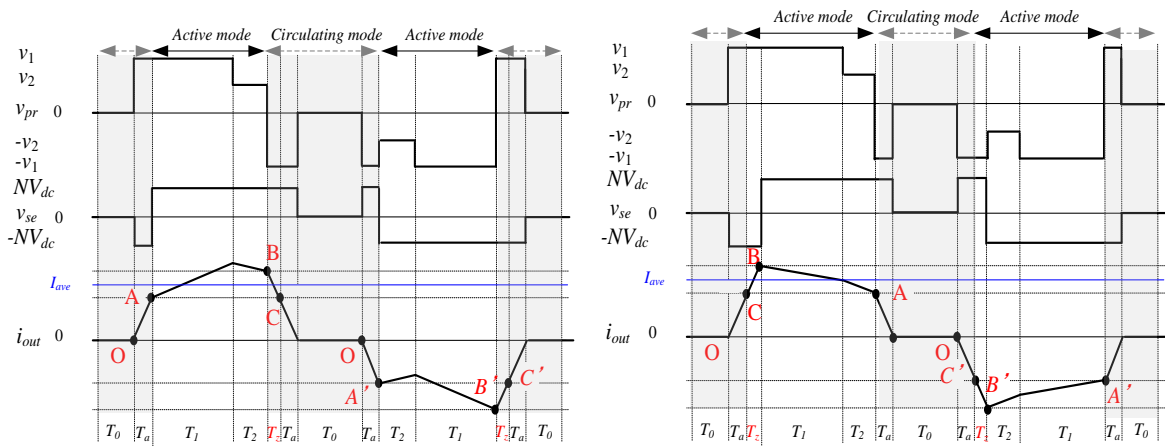 Active mode Circulating mode Active mode
v1
v2
vpr 0
-v2
-v1
NVdc
vse 0
-NVdc
Iave
iout 0
O
A
B
C
O
A'
B'
C'
T0 Ta T1 T2 Tz Ta T0 Ta T2 T1 Tz Ta T0
Active mode Circulating mode Active mode
v1
v2
vpr 0
-v2
-v1
NVdc
vse 0
-NVdc
Iave
iout 0
O
B
C
A
O
C'
B'
A'
T0 Ta Tz T1 T2 Ta T0 Ta Tz T2 T1 Ta T0